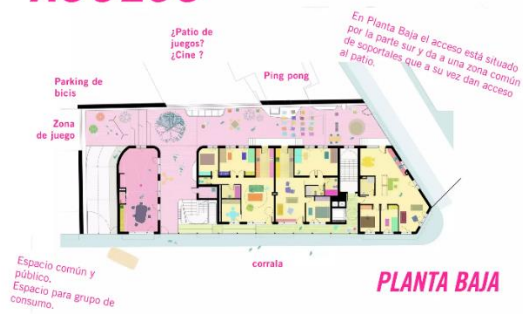 ¿Patio de
juegos?
¿Cine ?
En Planta Baja el acceso está situado
por la parte sur y da a una zona común
de soportales que a su vez dan acceso
al patio.
Parking de
bicis
Ping pong
Zona
de juego
corrala
Espacio común y
público.
Espacio para grupo de
consumo.
PLANTA BAJA